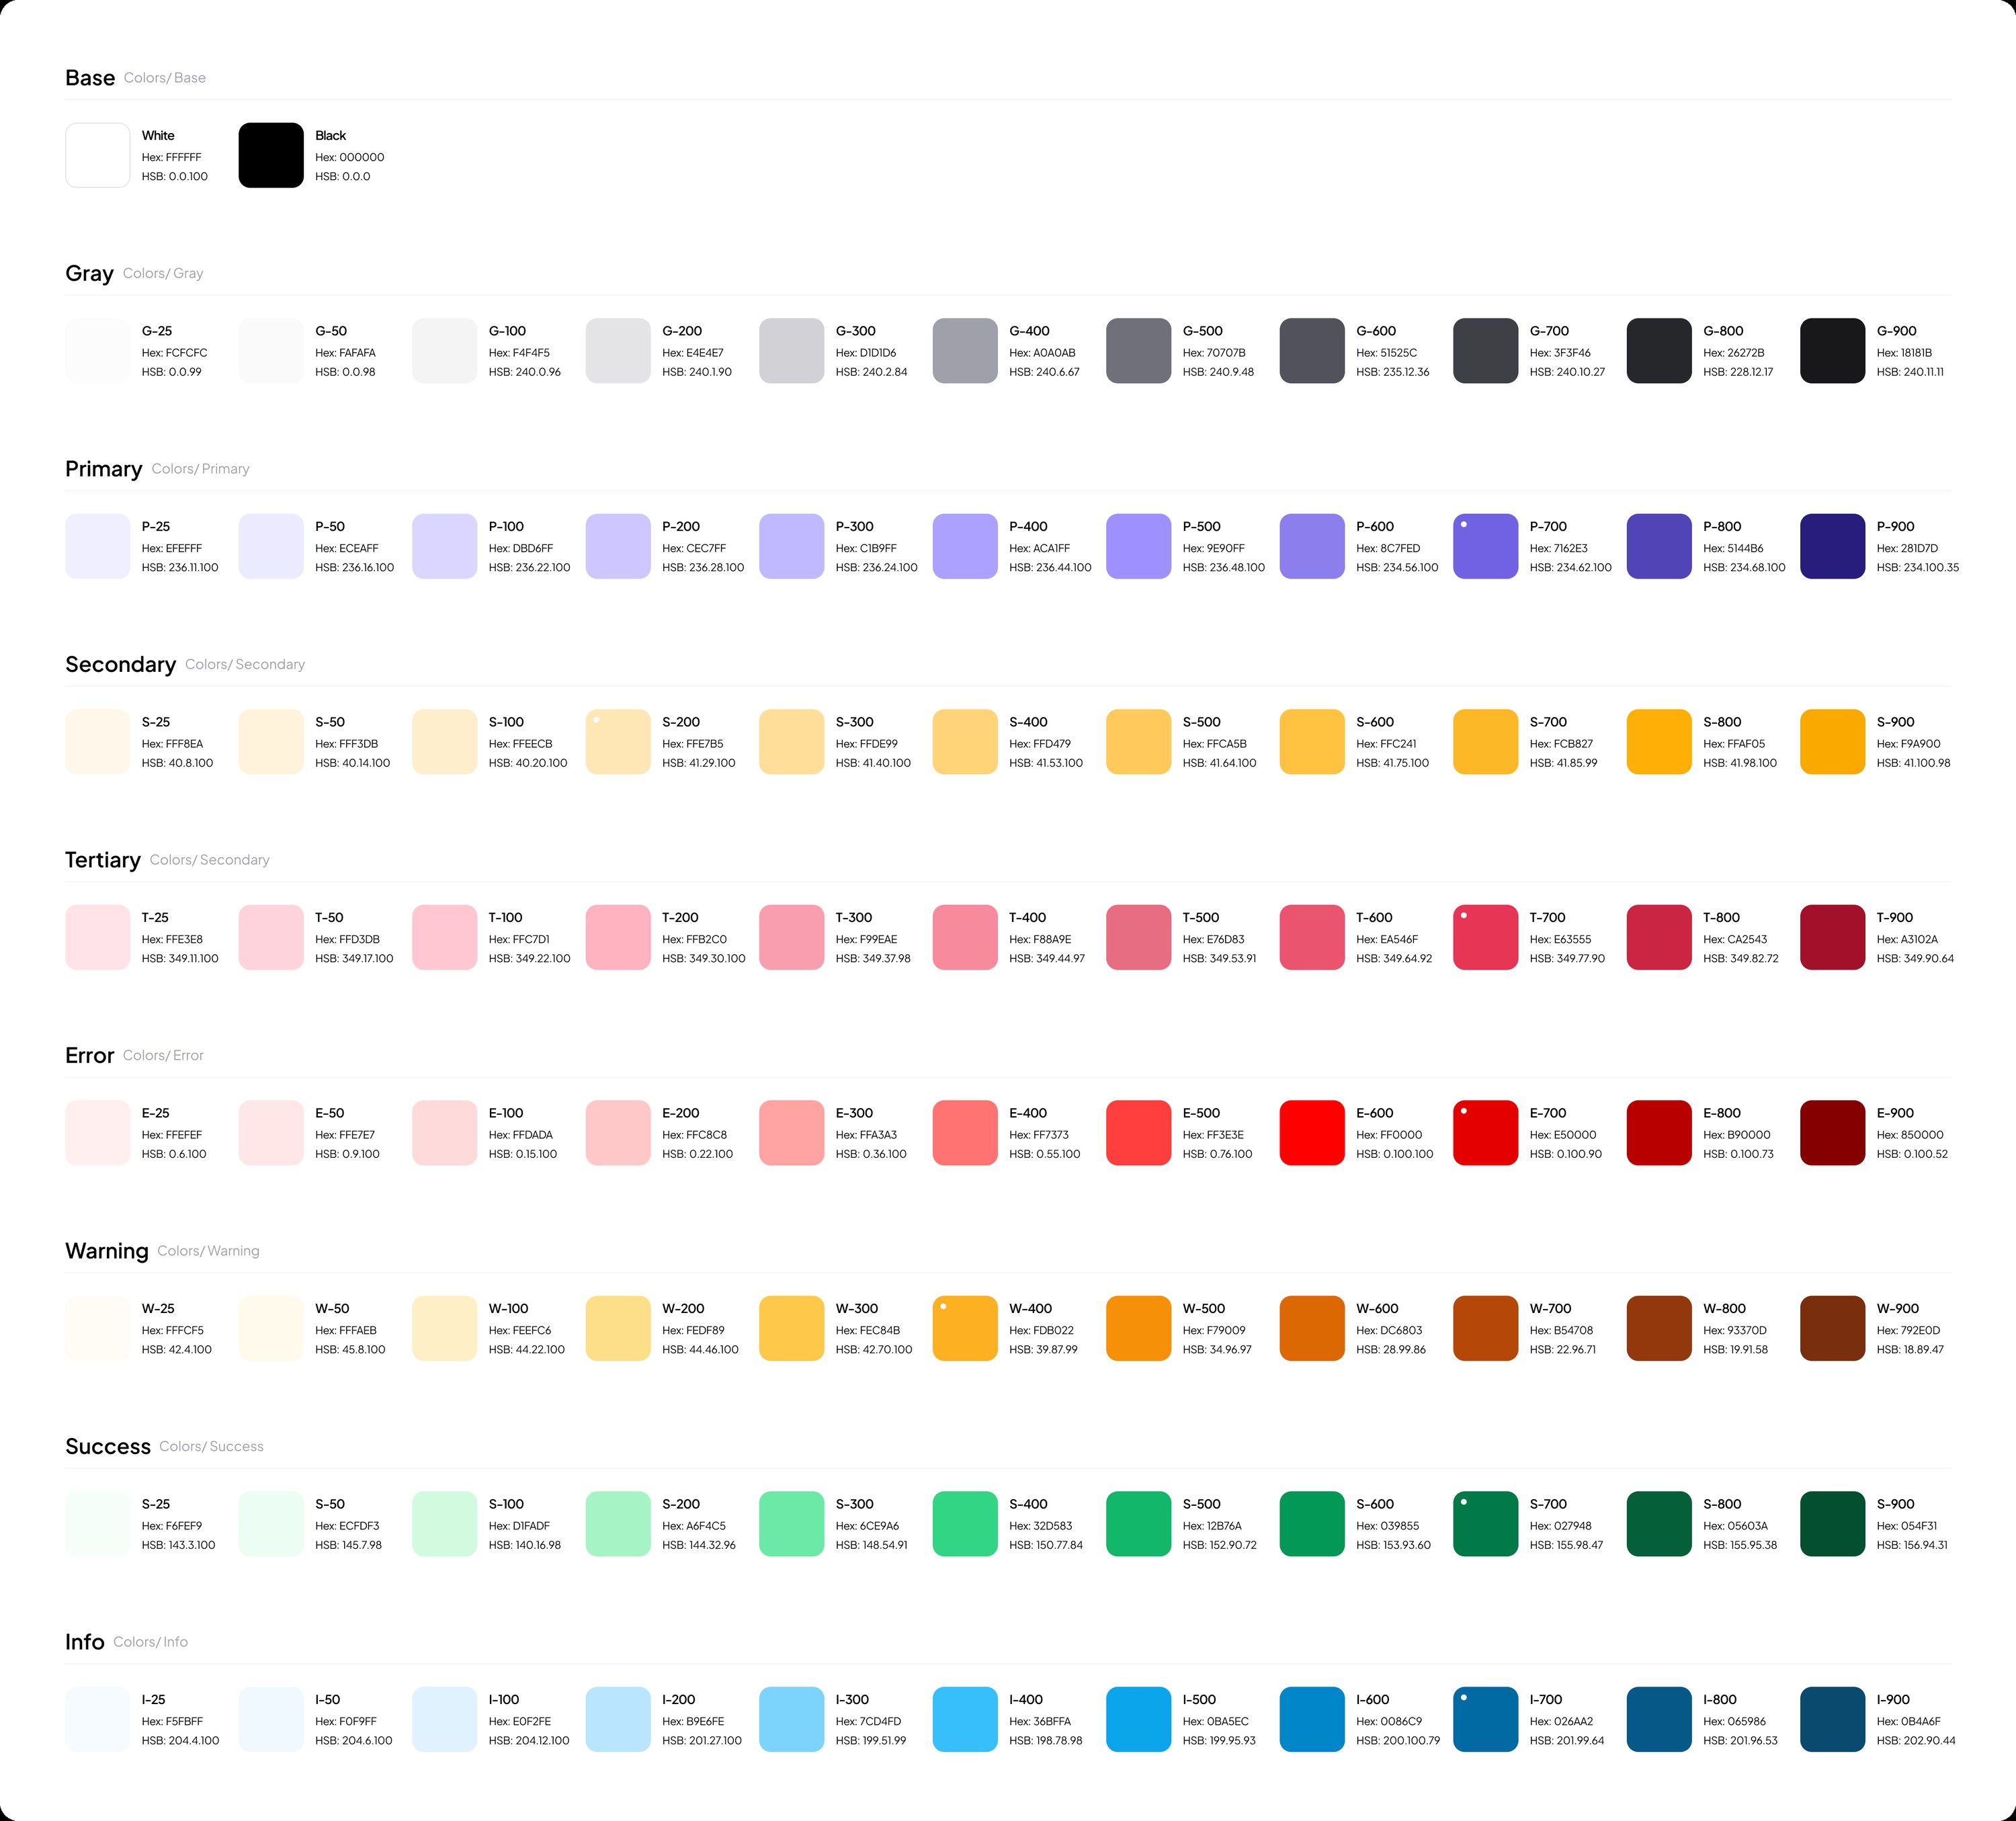 Base Colors/Base
White
Hex: FFFFFF
HSB: 0.0.100
Black
Hex: 000000
HSB: 0.0.0
Gray Colors/Gray
G-25
Hex: FCFCFC
HSB: 0.0.99
G-50
Hex: FAFAFA
HSB: 0.0.98
G-100
Hex: F4F4F5
HSB: 240.0.96
G-200
Hex: E4E4E7
HSB: 240.1.90
G-300
Hex: D1D1D6
HSB: 240.2.84
G-400
Hex: A0A0AB
HSB: 240.6.67
G-500
Hex: 70707B
HSB: 240.9.48
G-600
Hex: 51525C
HSB: 235.12.36
G-700
Hex: 3F3F46
HSB: 240.10.27
G-800
Hex: 26272B
HSB: 228.12.17
G-900
Hex: 18181B
HSB: 240.11.11
Primary Colors/Primary
P-25
Hex: EFEFFF
HSB: 236.11.100
P-50
Hex: ECEAFF
HSB: 236.16.100
P-100
Hex: DBD6FF
HSB: 236.22.100
P-200
Hex: CEC7FF
HSB: 236.28.100
P-300
Hex: C1B9FF
HSB: 236.24.100
P-400
Hex: ACA1FF
HSB: 236.44.100
P-500
Hex: 9E90FF
HSB: 236.48.100
P-600
Hex: 8C7FED
HSB: 234.56.100
P-700
Hex: 7162E3
HSB: 234.62.100
P-800
Hex: 5144B6
HSB: 234.68.100
P-900
Hex: 281D7D
HSB: 234.100.35
Secondary Colors/Secondary
S-25
Hex: FFF8EA
HSB: 40.8.100
S-50
Hex: FFF3DB
HSB: 40.14.100
S-100
Hex: FFEECB
HSB: 40.20.100
S-200
Hex: FFE7B5
HSB: 41.29.100
S-300
Hex: FFDE99
HSB: 41.40.100
S-400
Hex: FFD479
HSB: 41.53.100
S-500
Hex: FFCA5B
HSB: 41.64.100
S-600
Hex: FFC241
HSB: 41.75.100
S-700
Hex: FCB827
HSB: 41.85.99
S-800
Hex: FFAF05
HSB: 41.98.100
S-900
Hex: F9A900
HSB: 41.100.98
Tertiary Colors/Secondary
T-25
Hex: FFE3E8
HSB: 349.11.100
T-50
Hex: FFD3DB
HSB: 349.17.100
T-100
Hex: FFC7D1
HSB: 349.22.100
T-200
Hex: FFB2C0
HSB: 349.30.100
T-300
Hex: F99EAE
HSB: 349.37.98
T-400
Hex: F88A9E
HSB: 349.44.97
T-500
Hex: E76D83
HSB: 349.53.91
T-600
Hex: EA546F
HSB: 349.64.92
T-700
Hex: E63555
HSB: 349.77.90
T-800
Hex: CA2543
HSB: 349.82.72
T-900
Hex: A3102A
HSB: 349.90.64
Error Colors/Error
E-25
Hex: FFEFEF
HSB: 0.6.100
E-50
Hex: FFE7E7
HSB: 0.9.100
E-100
Hex: FFDADA
HSB: 0.15.100
E-200
Hex: FFC8C8
HSB: 0.22.100
E-300
Hex: FFA3A3
HSB: 0.36.100
E-400
Hex: FF7373
HSB: 0.55.100
E-500
Hex: FF3E3E
HSB: 0.76.100
E-600
Hex: FF0000
HSB: 0.100.100
E-700
Hex: E50000
HSB: 0.100.90
E-800
Hex: B90000
HSB: 0.100.73
E-900
Hex: 850000
HSB: 0.100.52
Warning Colors/Warning
W-25
Hex: FFFCF5
HSB: 42.4.100
W-50
Hex: FFFAEB
HSB: 45.8.100
W-100
Hex: FEEFC6
HSB: 44.22.100
W-200
Hex: FEDF89
HSB: 44.46.100
W-300
Hex: FEC84B
HSB: 42.70.100
W-400
Hex: FDB022
HSB: 39.87.99
W-500
Hex: F79009
HSB: 34.96.97
W-600
Hex: DC6803
HSB: 28.99.86
W-700
Hex: B54708
HSB: 22.96.71
W-800
Hex: 93370D
HSB: 19.91.58
W-900
Hex: 792E0D
HSB: 18.89.47
Success Colors/Success
S-25
Hex: F6FEF9
HSB: 143.3.100
S-50
Hex: ECFDF3
HSB: 145.7.98
S-100
Hex: D1FADF
HSB: 140.16.98
S-200
Hex: A6F4C5
HSB: 144.32.96
S-300
Hex: 6CE9A6
HSB: 148.54.91
S-400
Hex: 32D583
HSB: 150.77.84
S-500
Hex: 12B76A
HSB: 152.90.72
S-600
Hex: 039855
HSB: 153.93.60
S-700
Hex: 027948
HSB: 155.98.47
S-800
Hex: 05603A
HSB: 155.95.38
S-900
Hex: 054F31
HSB: 156.94.31
Info Colors/Info
I-25
Hex: F5FBFF
HSB: 204.4.100
I-50
Hex: F0F9FF
HSB: 204.6.100
I-100
Hex: E0F2FE
HSB: 204.12.100
I-200
Hex: B9E6FE
HSB: 201.27.100
I-300
Hex: 7CD4FD
HSB: 199.51.99
I-400
Hex: 36BFFA
HSB: 198.78.98
I-500
Hex: 0BA5EC
HSB: 199.95.93
I-600
Hex: 0086C9
HSB: 200.100.79
I-700
Hex: 026AA2
HSB: 201.99.64
I-800
Hex: 065986
HSB: 201.96.53
I-900
Hex: 0B4A6F
HSB: 202.90.44